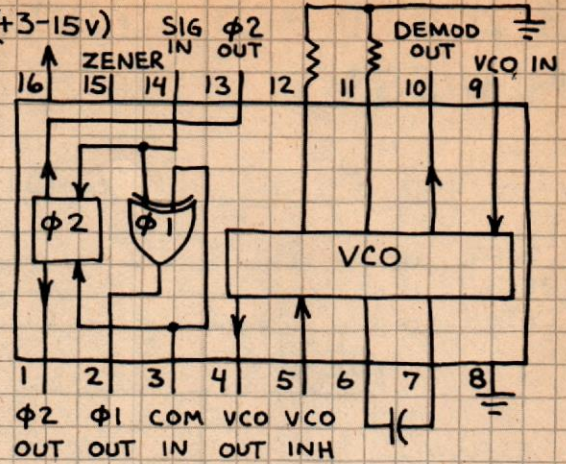 (+3-15V)
ZENER
SIG IN
Φ2 OUT
DEMOD OUT
VCO IN
16 15 14 13 12 11 10 9
Φ2
Φ1
VCO
1 2 3 4 5 6 7 8
Φ2 Φ1 COM VCO VCO
OUT OUT IN OUT INH